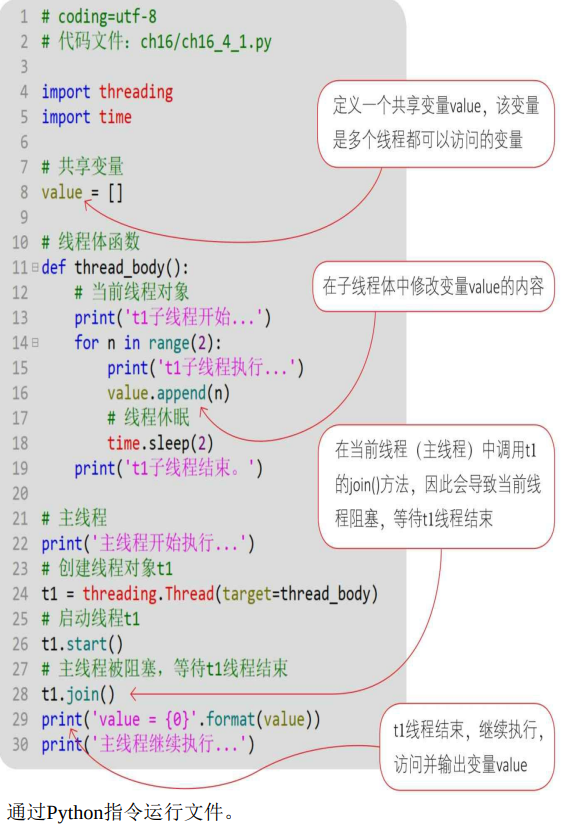 1 # coding=utf-8
2 # 代码文件：ch16/ch16_4_1.py
3
4 import threading
5 import time
6
7 # 共享变量
8 value = []
9
10 # 线程体函数
11 def thread_body():
12     # 当前线程对象
13     print('t1子线程开始...')
14     for n in range(2):
15         print('t1子线程执行...')
16         value.append(n)
17         # 线程休眠
18         time.sleep(2)
19     print('t1子线程结束。')
20
21 # 主线程
22 print('主线程开始执行...')
23 # 创建线程对象t1
24 t1 = threading.Thread(target=thread_body)
25 # 启动线程t1
26 t1.start()
27 # 主线程被阻塞，等待t1线程结束
28 t1.join()
29 print('value = {0}'.format(value))
30 print('主线程继续执行...')
定义一个共享变量value，该变量
是多个线程都可以访问的变量
在子线程体中修改变量value的内容
在当前线程（主线程）中调用t1
的join()方法，因此会导致当前线
程阻塞，等待t1线程结束
t1线程结束，继续执行，
访问并输出变量value
通过Python指令运行文件。